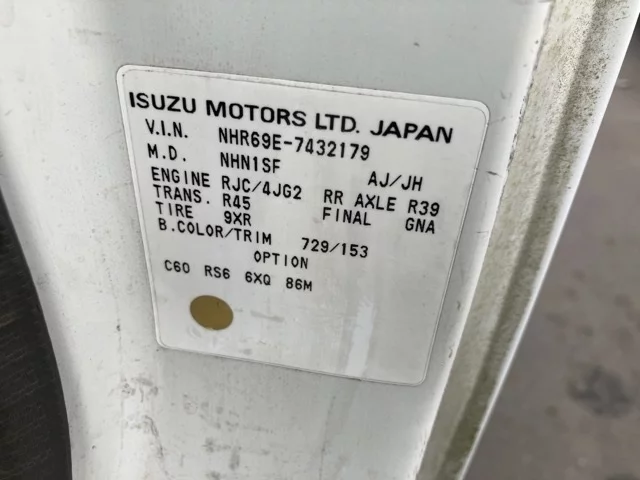 ISUZU MOTORS LTD. JAPAN
V.I.N. NHR69E-7432179
M.D. NHN1SF AJ/JH
ENGINE RJC/4JG2 RR AXLE R39
TRANS. R45 FINAL GNA
TIRE 9XR
B.COLOR/TRIM 729/153
OPTION
C60 RS6 6XQ 86M